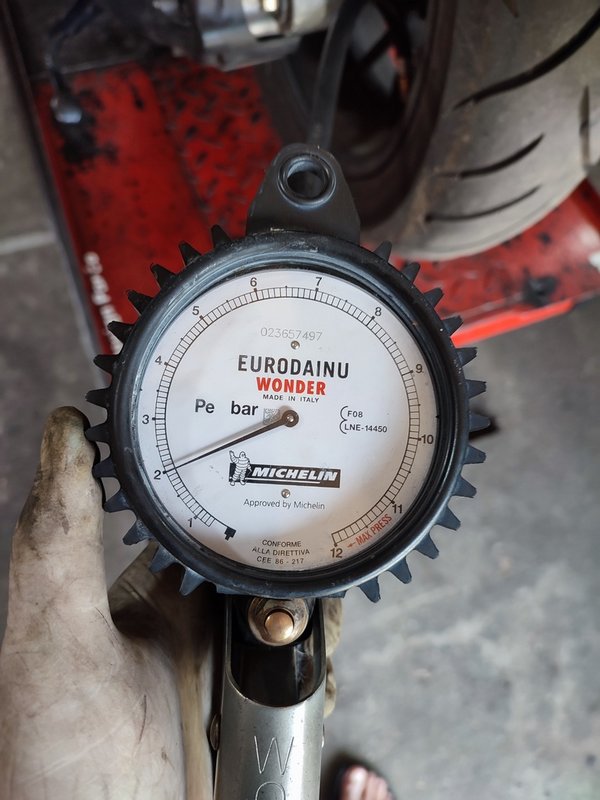 6
7
5
8
4
9
3
10
2
11
1
12
023657497
EURODAINU
WONDER
MADE IN ITALY
Pe bar
F08
LNE-14450
MICHELIN
Approved by Michelin
CONFORME
ALLA DIRETTIVA
CEE 86 - 217
MAX PRESS
W